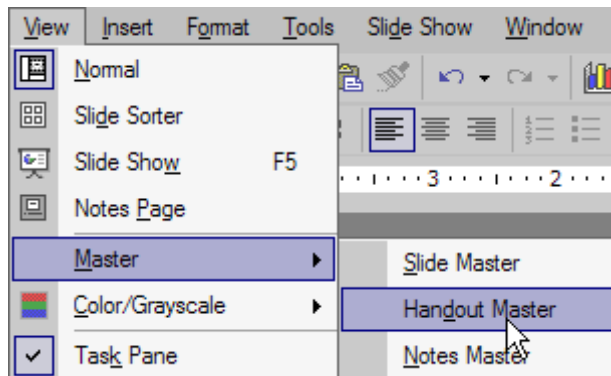 View Insert Format Tools Slide Show Window
Normal
Slide Sorter
Slide Show F5
3 2
Notes Page
Master
Slide Master
Color/Grayscale
Handout Master
Task Pane
Notes Master